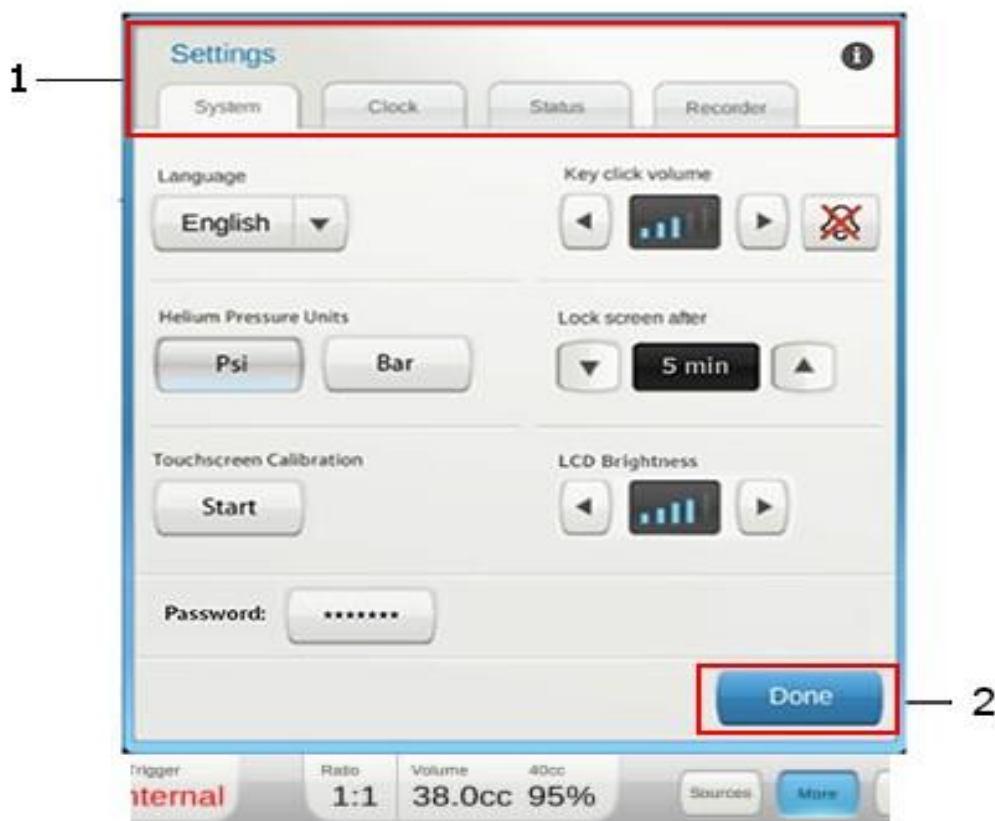 Settings
1
System Clock Status Recorder
Language Key click volume
English
Helium Pressure Units Lock screen after
Psi Bar 5 min
Touchscreen Calibration LCD Brightness
Start
Password: *******
Done
2
Ratio Volume 40cc
1:1 38.0cc 95%
Sources More